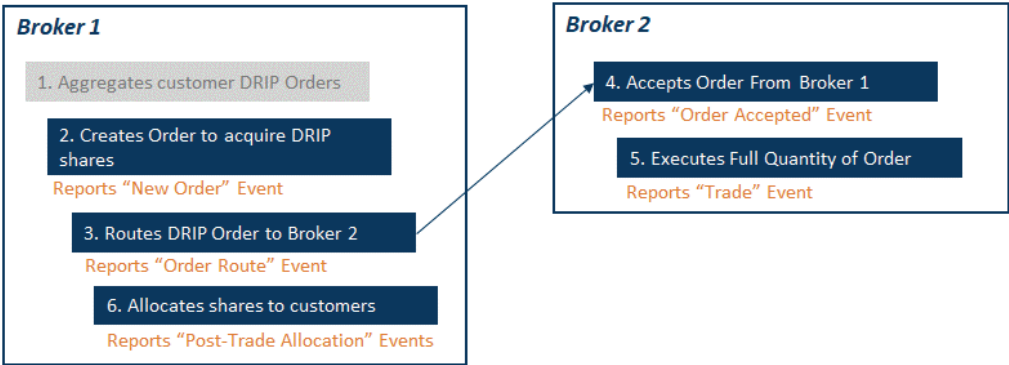 Broker 1
1. Aggregates customer DRIP Orders
2. Creates Order to acquire DRIP
shares
Reports “New Order” Event
3. Routes DRIP Order to Broker 2
Reports “Order Route” Event
6. Allocates shares to customers
Reports “Post-Trade Allocation” Events
Broker 2
4. Accepts Order From Broker 1
Reports “Order Accepted” Event
5. Executes Full Quantity of Order
Reports “Trade” Event